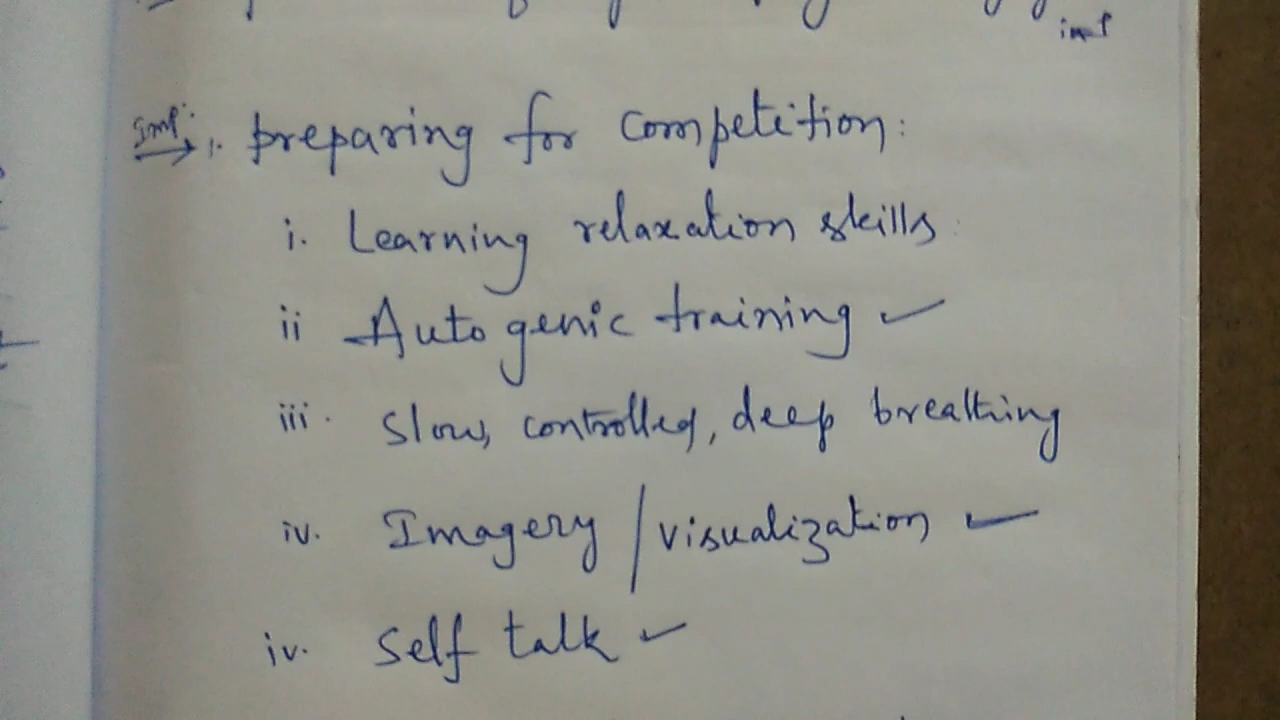 imp
Imp: 1. preparing for competition:
i. Learning relaxation skills.
ii Autogenic training ✓
iii. slow, controlled, deep breathing
iv. Imagery / visualization ✓
iv. Self talk ✓